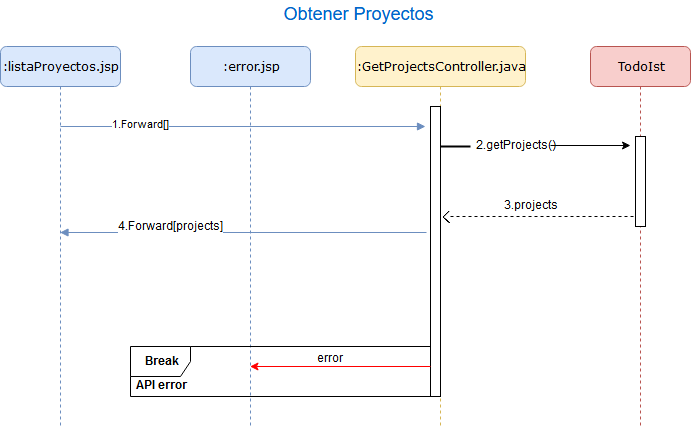 Obtener Proyectos
:listaProyectos.jsp
:error.jsp
:GetProjectsController.java
TodoIst
1.Forward[]
2.getProjects()
3.projects
4.Forward[projects]
Break
error
API error